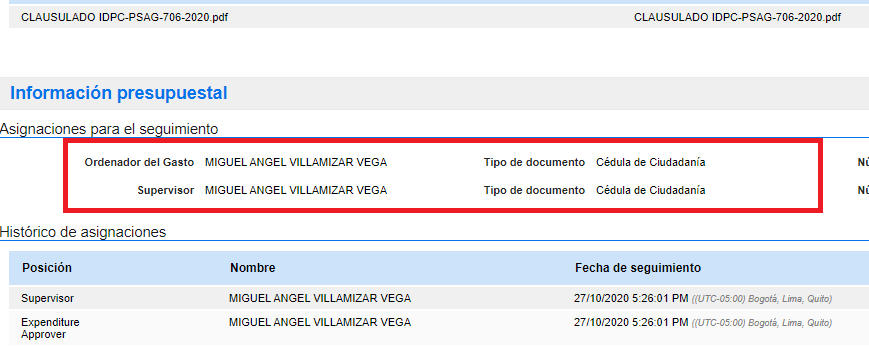 CLAUSULADO IDPC-PSAG-706-2020.pdf CLAUSULADO IDPC-PSAG-706-2020.pdf
Información presupuestal
Asignaciones para el seguimiento
Ordenador del Gasto MIGUEL ANGEL VILLAMIZAR VEGA Tipo de documento Cédula de Ciudadanía Nú
Supervisor MIGUEL ANGEL VILLAMIZAR VEGA Tipo de documento Cédula de Ciudadanía Nú
Histórico de asignaciones
Posición Nombre Fecha de seguimiento
Supervisor MIGUEL ANGEL VILLAMIZAR VEGA 27/10/2020 5:26:01 PM ((UTC-05:00) Bogotá, Lima, Quito)
Expenditure MIGUEL ANGEL VILLAMIZAR VEGA 27/10/2020 5:26:01 PM ((UTC-05:00) Bogotá, Lima, Quito)
Approver